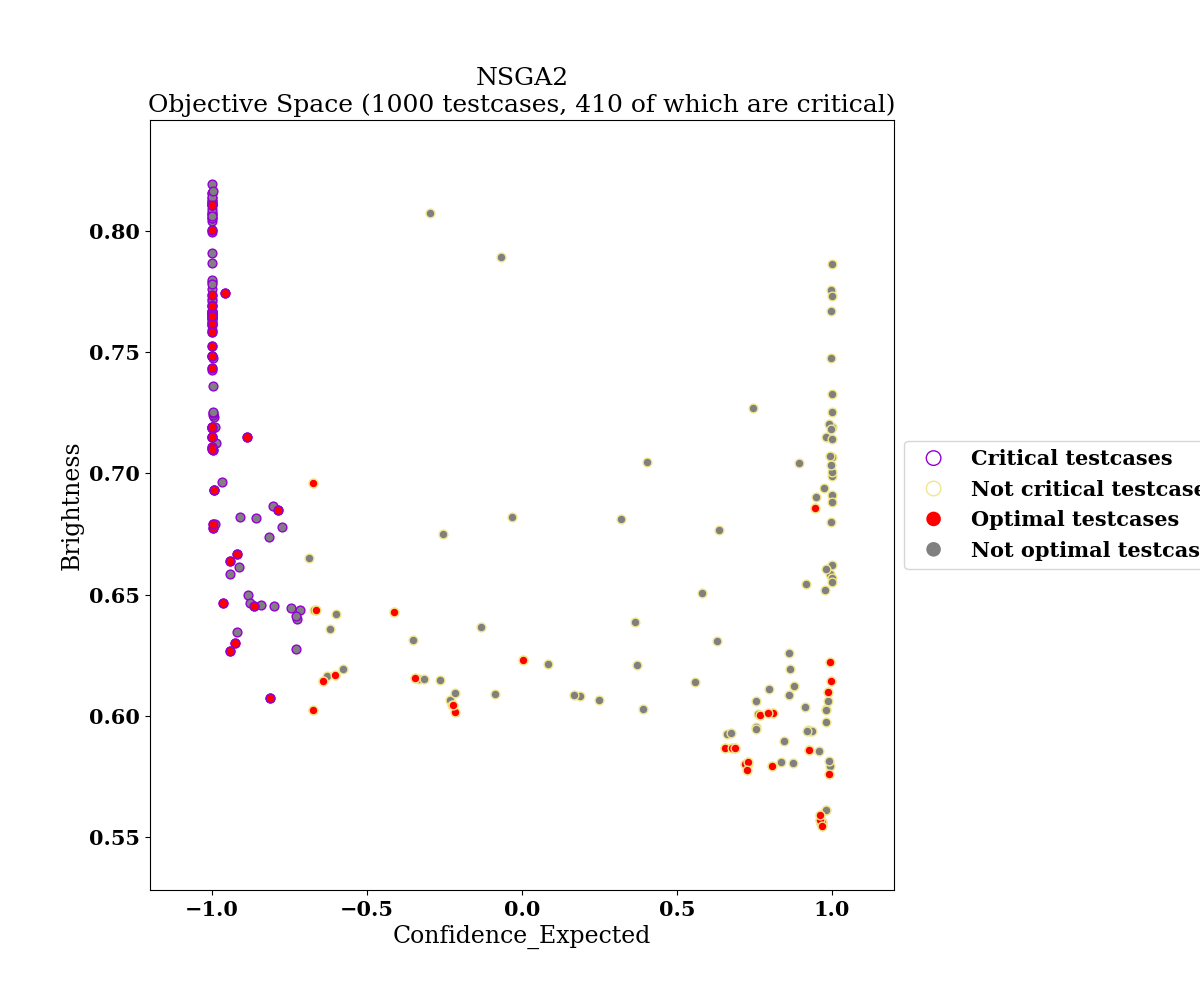 NSGA2
Objective Space (1000 testcases, 410 of which are critical)
0.80
0.75
0.70
0.65
0.60
0.55
Brightness
−1.0
−0.5
0.0
0.5
1.0
Confidence_Expected
Critical testcases
Not critical testcase
Optimal testcases
Not optimal testcas